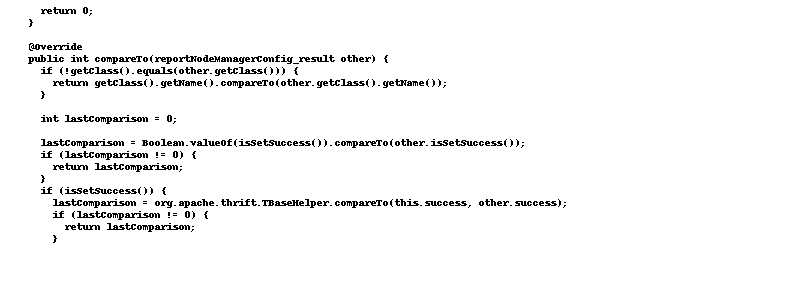 return 0;
}
@Override
public int compareTo(reportNodeManagerConfig_result other) {
if (!getClass().equals(other.getClass())) {
return getClass().getName().compareTo(other.getClass().getName());
}
int lastComparison = 0;
lastComparison = Boolean.valueOf(isSetSuccess()).compareTo(other.isSetSuccess());
if (lastComparison != 0) {
return lastComparison;
}
if (isSetSuccess()) {
lastComparison = org.apache.thrift.TBaseHelper.compareTo(this.success, other.success);
if (lastComparison != 0) {
return lastComparison;
}